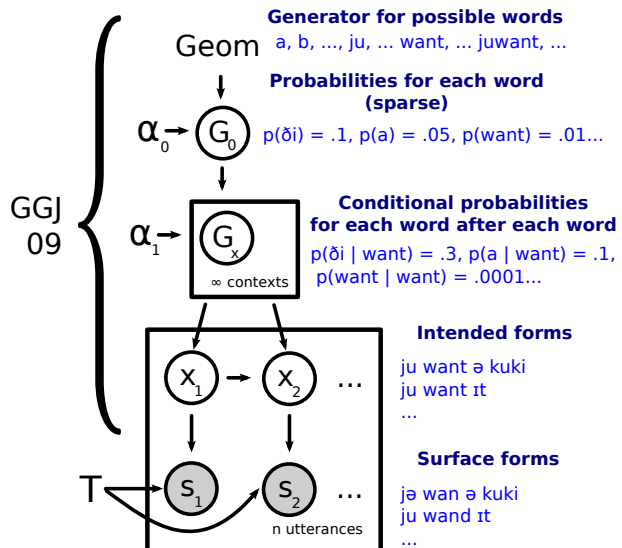 Generator for possible words
Geom
a, b, ..., ju, ... want, ... juwant, ...
Probabilities for each word
(sparse)
α0
G0
p(ði) = .1, p(a) = .05, p(want) = .01...
GGJ
09
Conditional probabilities
for each word after each word
α1
Gx
p(ði | want) = .3, p(a | want) = .1,
p(want | want) = .0001...
∞ contexts
Intended forms
x1
x2
...
ju want ə kuki
ju want ɪt
...
Surface forms
T
s1
s2
...
jə wan ə kuki
ju wand ɪt
...
n utterances